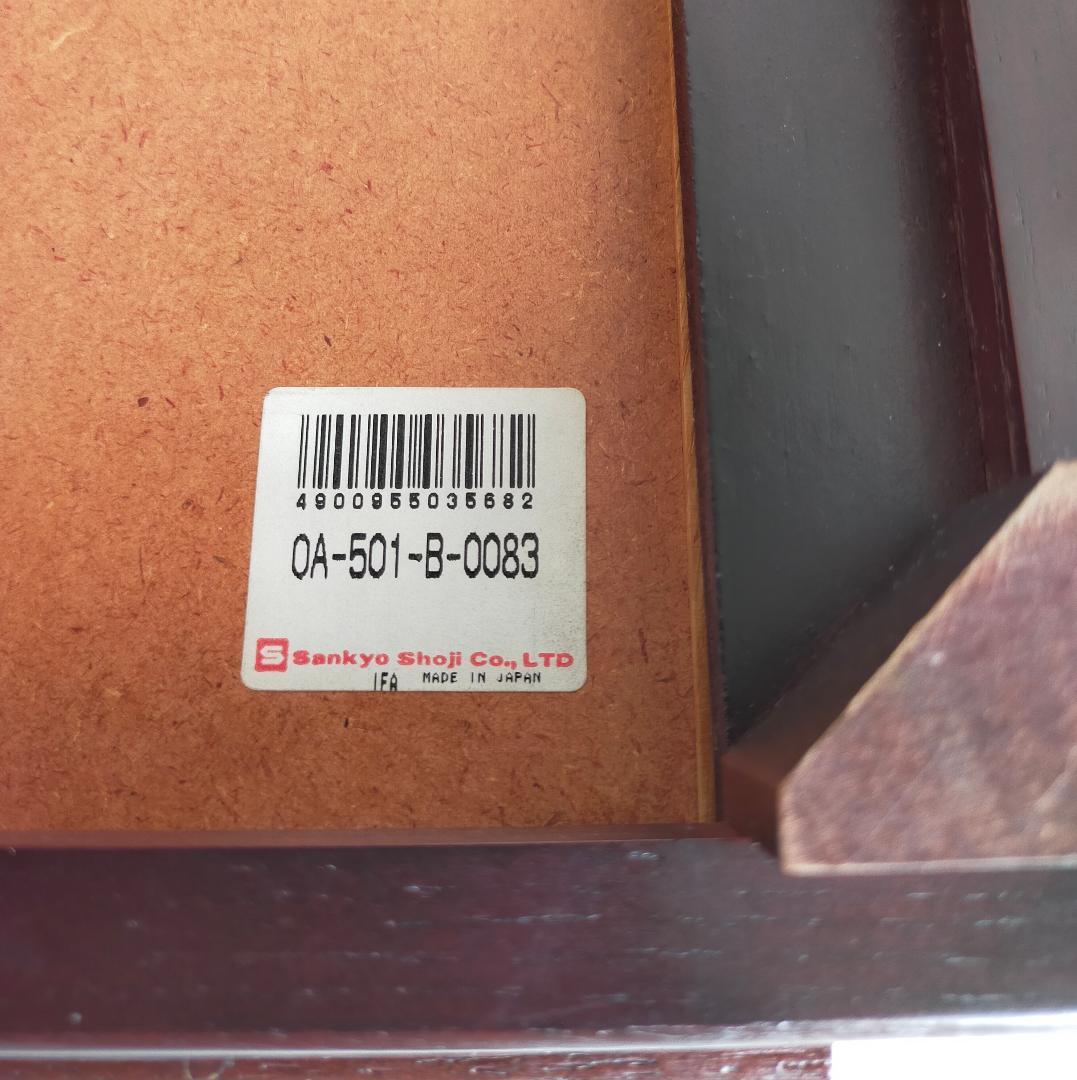 4900955035682
OA-501-B-0083
S Sankyo Shoji Co., LTD
IFA MADE IN JAPAN